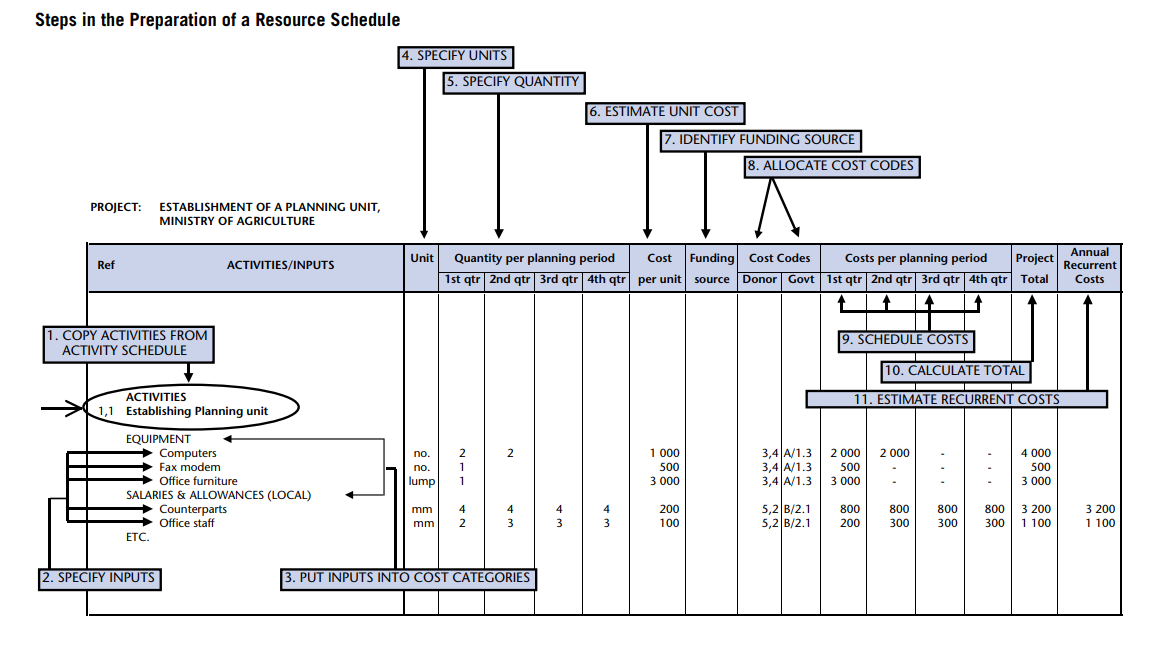 Steps in the Preparation of a Resource Schedule
4. SPECIFY UNITS
5. SPECIFY QUANTITY
6. ESTIMATE UNIT COST
7. IDENTIFY FUNDING SOURCE
8. ALLOCATE COST CODES
PROJECT: ESTABLISHMENT OF A PLANNING UNIT,
MINISTRY OF AGRICULTURE
Ref ACTIVITIES/INPUTS Unit Quantity per planning period Cost per unit Funding source Cost Codes Costs per planning period Project Total Annual Recurrent Costs
1st qtr 2nd qtr 3rd qtr 4th qtr Donor Govt 1st qtr 2nd qtr 3rd qtr 4th qtr
1. COPY ACTIVITIES FROM
ACTIVITY SCHEDULE
9. SCHEDULE COSTS
10. CALCULATE TOTAL
11. ESTIMATE RECURRENT COSTS
ACTIVITIES
1,1 Establishing Planning unit
EQUIPMENT
Computers no. 2 2 1 000 3,4 A/1.3 2 000 2 000 - - 4 000
Fax modem no. 1 500 3,4 A/1.3 500 - - - 500
Office furniture lump 1 3 000 3,4 A/1.3 3 000 - - - 3 000
SALARIES & ALLOWANCES (LOCAL)
Counterparts mm 4 4 4 4 200 5,2 B/2.1 800 800 800 800 3 200 3 200
Office staff mm 2 3 3 3 100 5,2 B/2.1 200 300 300 300 1 100 1 100
ETC.
2. SPECIFY INPUTS
3. PUT INPUTS INTO COST CATEGORIES